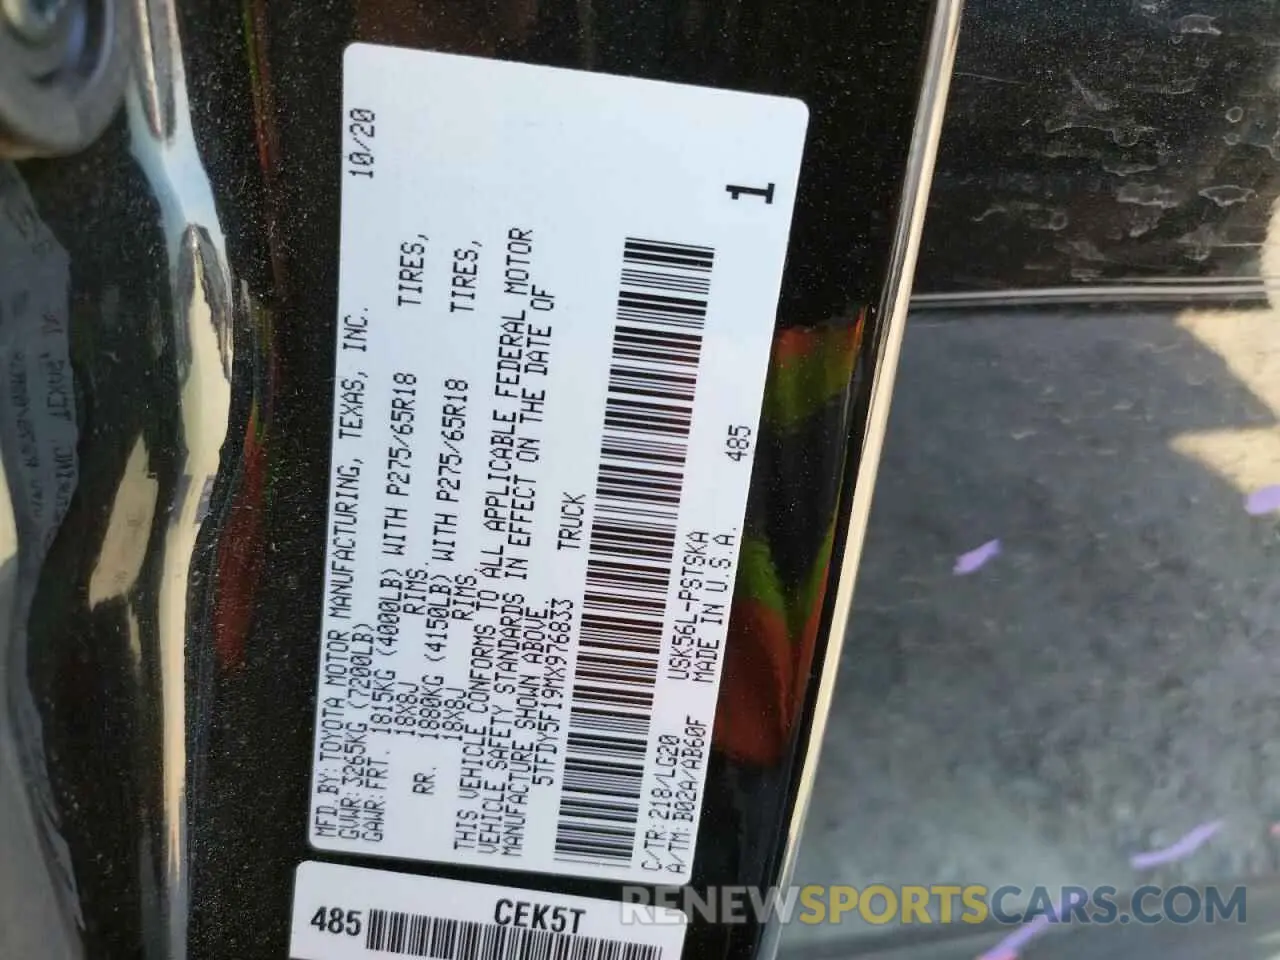 MFD BY: TOYOTA MOTOR MANUFACTURING, TEXAS, INC. 10/20
GVWR: 3265KG (7200LB)
GAWR: FRT. 1815KG (4000LB) WITH P275/65R18 TIRES,
18X8J RIMS
RR. 1880KG (4150LB) WITH P275/65R18 TIRES,
18X8J RIMS
THIS VEHICLE CONFORMS TO ALL APPLICABLE FEDERAL MOTOR
VEHICLE SAFETY STANDARDS IN EFFECT ON THE DATE OF
MANUFACTURE SHOWN ABOVE.
5TFDY5F19MX976833 TRUCK
C/TR: 218/LG20 USK56L-PSTSKA 485
A/TM: B02A/AB60F MADE IN U.S.A.
1
485 CEK5T
RENEWSPORTSCARS.COM